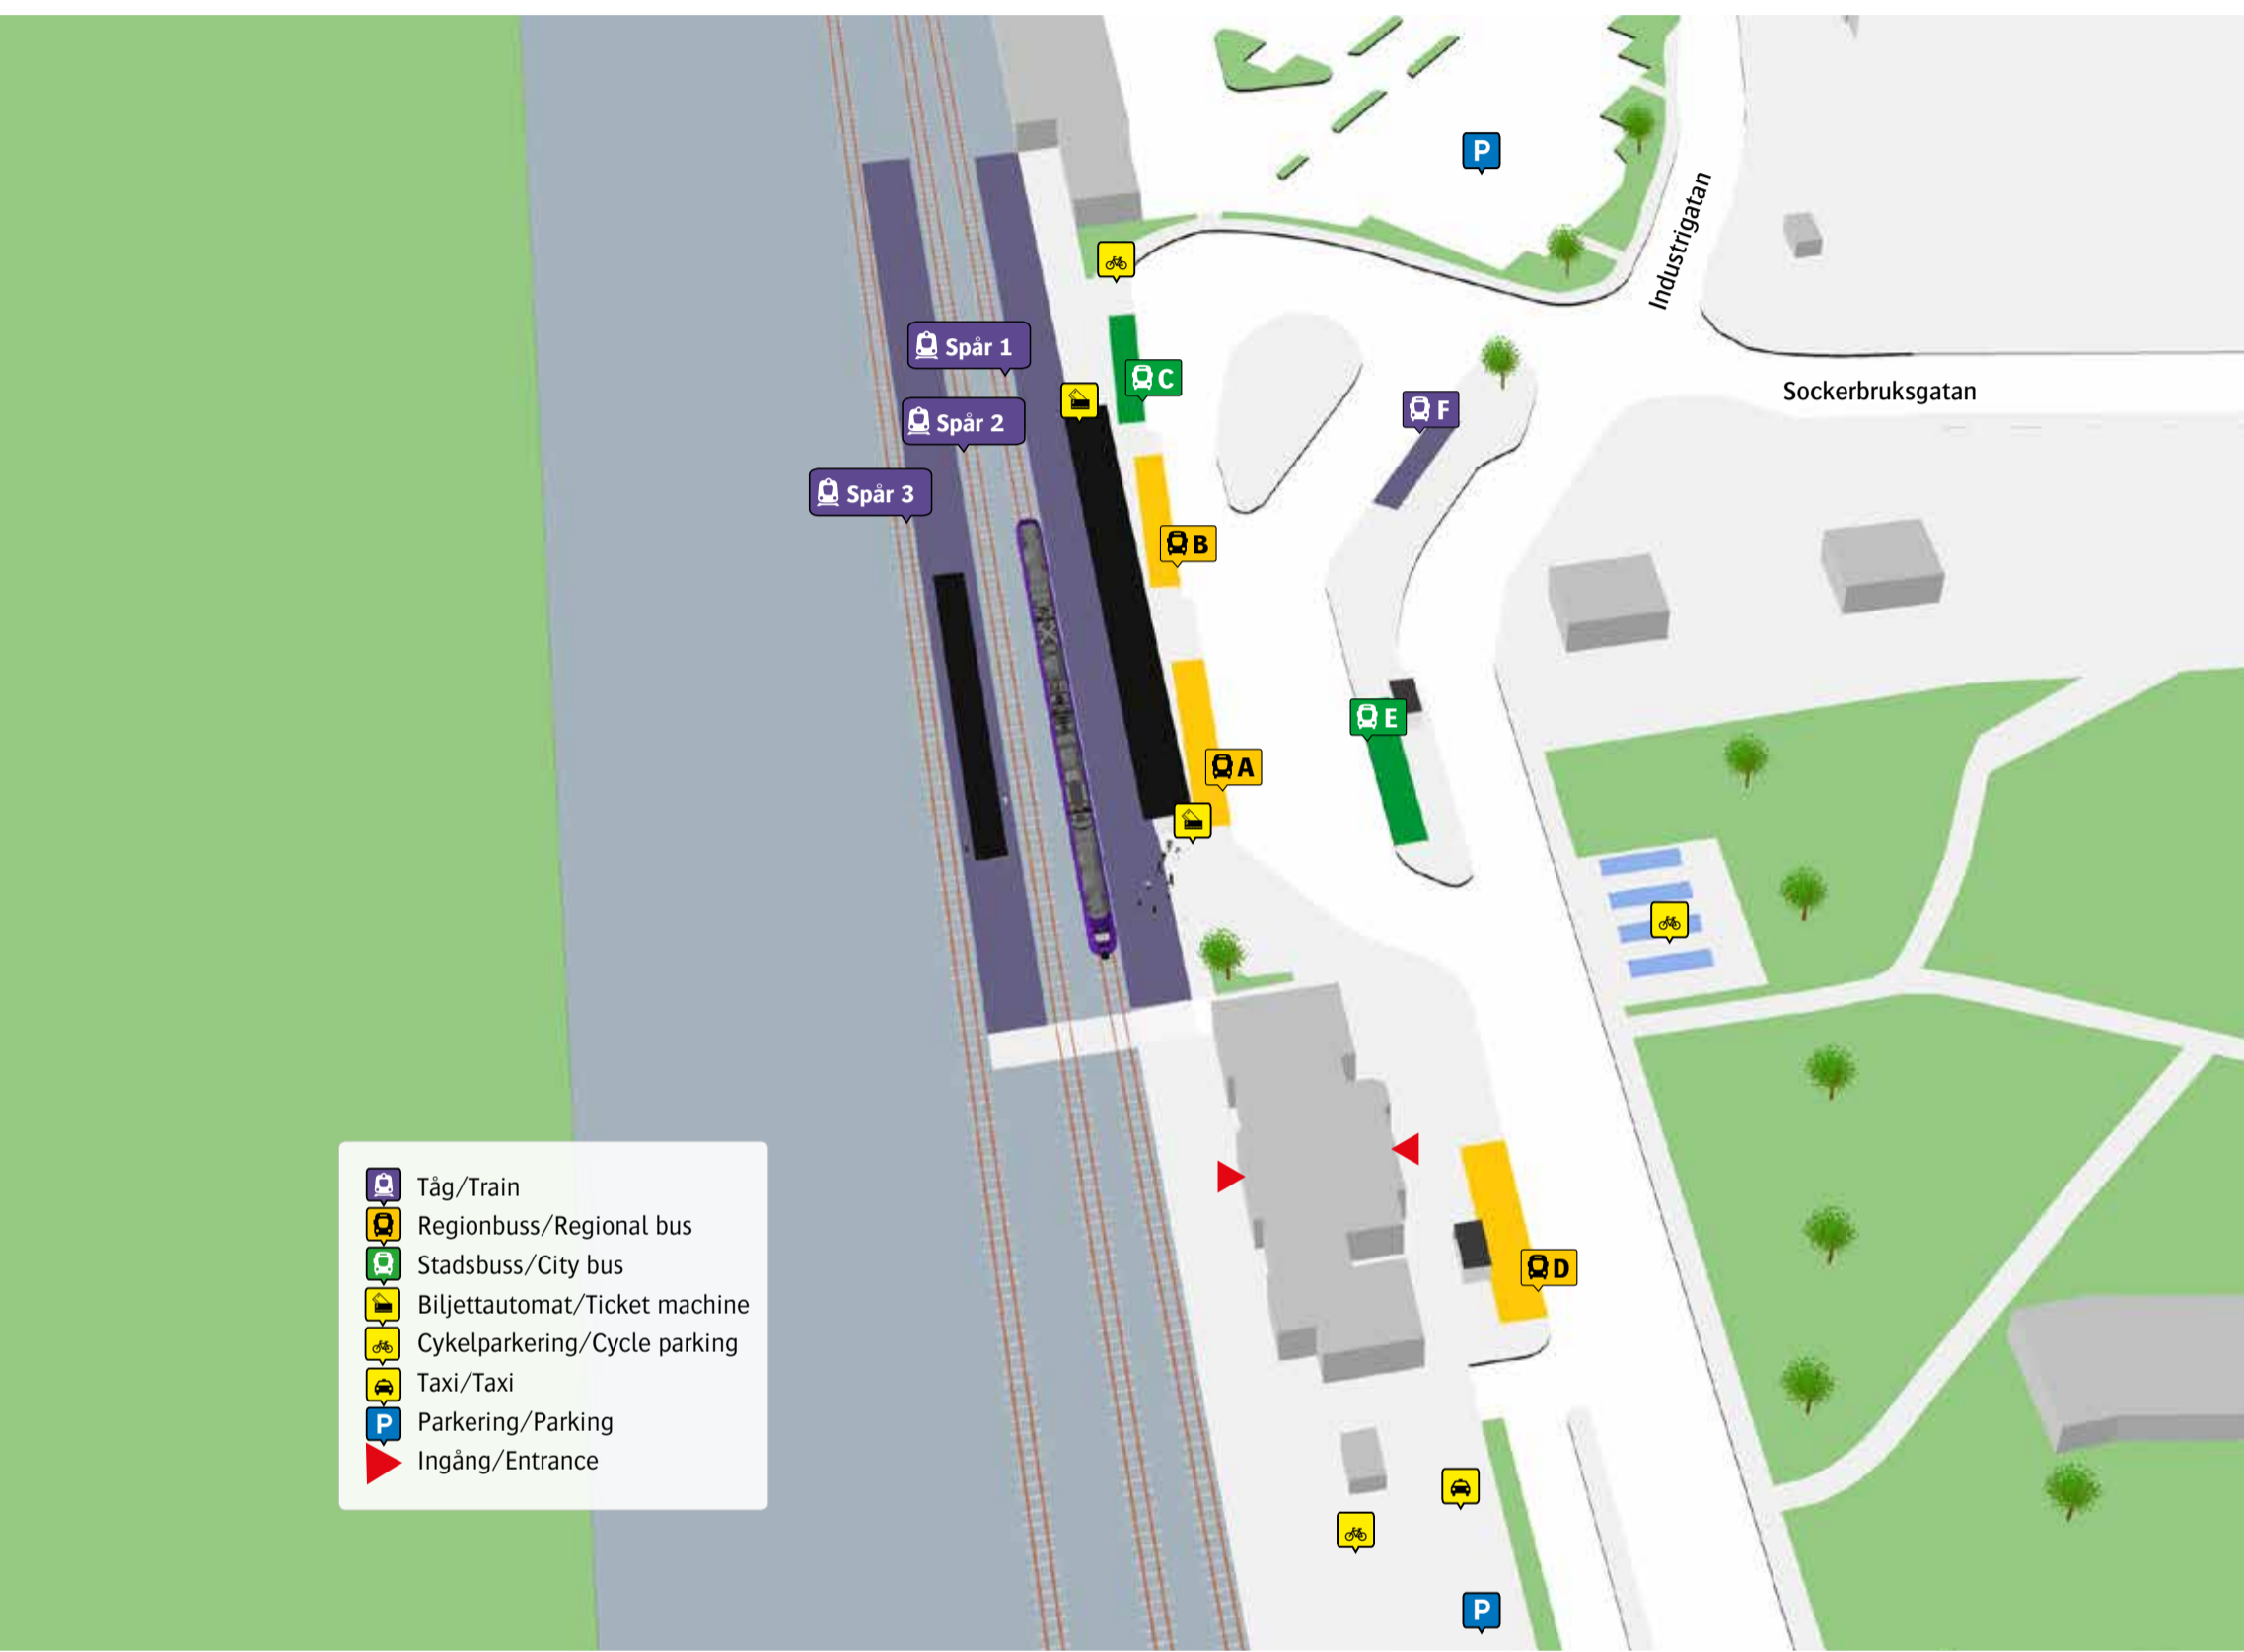 P
Industrigatan
Spår 1
C
Sockerbruksgatan
F
Spår 2
Spår 3
B
E
A
D
Tåg/Train
Regionbuss/Regional bus
Stadsbuss/City bus
Biljettautomat/Ticket machine
Cykelparkering/Cycle parking
Taxi/Taxi
P Parkering/Parking
Ingång/Entrance
P